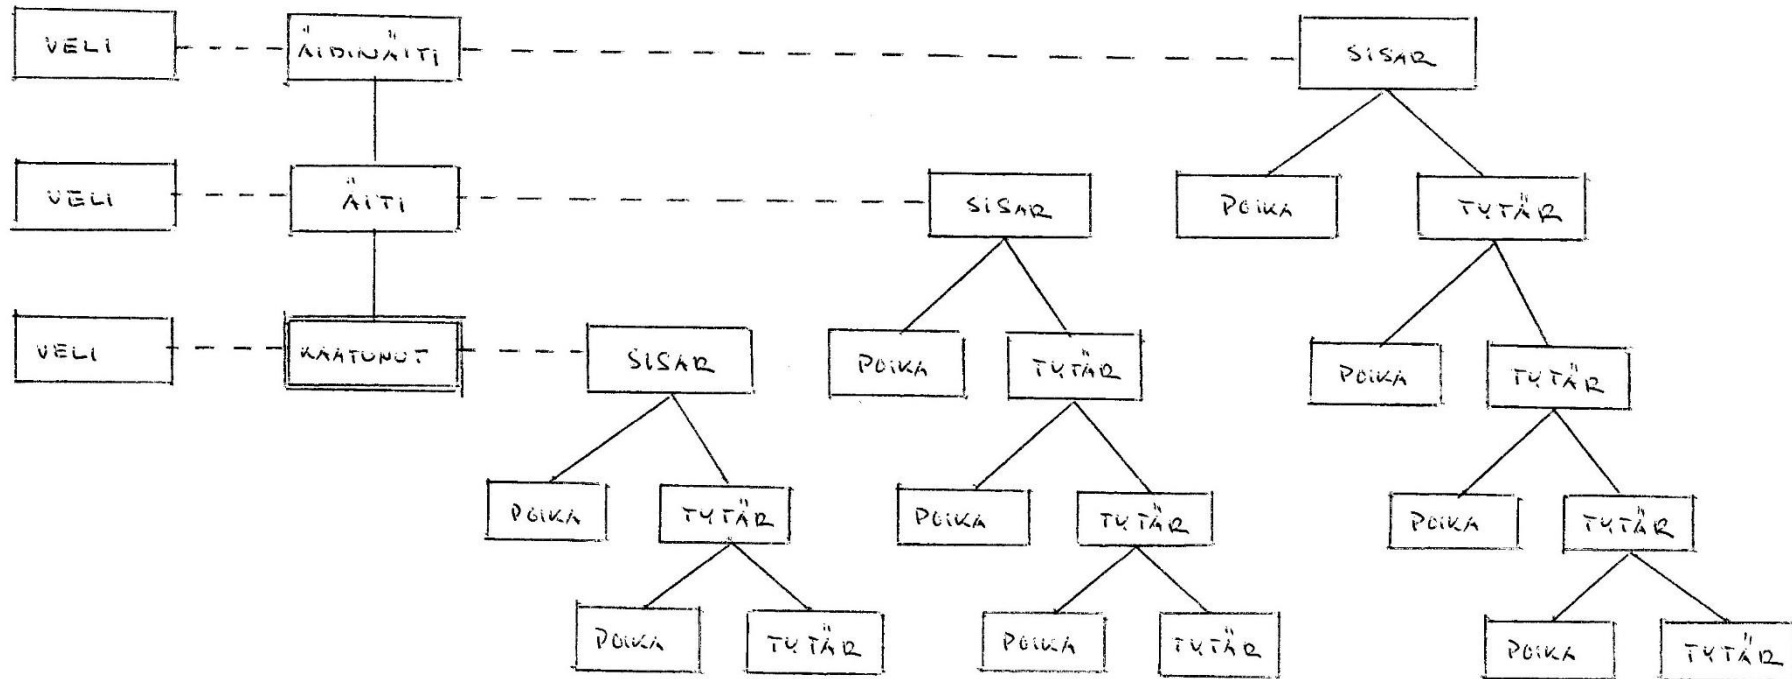 VELI
ÄIDINÄITI
SISAR
VELI
ÄITI
SISAR
POIKA
TYTÄR
VELI
KAATUNUT
SISAR
POIKA
TYTÄR
POIKA
TYTÄR
POIKA
TYTÄR
POIKA
TYTÄR
POIKA
TYTÄR
POIKA
TYTÄR
POIKA
TYTÄR
POIKA
TYTÄR